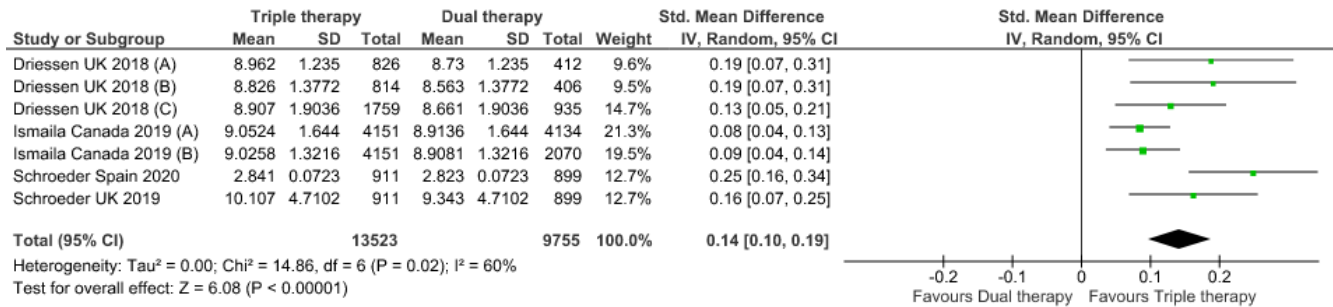 Triple therapy Dual therapy Std. Mean Difference Std. Mean Difference
Study or Subgroup Mean SD Total Mean SD Total Weight IV, Random, 95% CI IV, Random, 95% CI
Driessen UK 2018 (A) 8.962 1.235 826 8.73 1.235 412 9.6% 0.19 [0.07, 0.31]
Driessen UK 2018 (B) 8.826 1.3772 814 8.563 1.3772 406 9.5% 0.19 [0.07, 0.31]
Driessen UK 2018 (C) 8.907 1.9036 1759 8.661 1.9036 935 14.7% 0.13 [0.05, 0.21]
Ismaila Canada 2019 (A) 9.0524 1.644 4151 8.9136 1.644 4134 21.3% 0.08 [0.04, 0.13]
Ismaila Canada 2019 (B) 9.0258 1.3216 4151 8.9081 1.3216 2070 19.5% 0.09 [0.04, 0.14]
Schroeder Spain 2020 2.841 0.0723 911 2.823 0.0723 899 12.7% 0.25 [0.16, 0.34]
Schroeder UK 2019 10.107 4.7102 911 9.343 4.7102 899 12.7% 0.16 [0.07, 0.25]
Total (95% CI) 13523 9755 100.0% 0.14 [0.10, 0.19]
Heterogeneity: Tau² = 0.00; Chi² = 14.86, df = 6 (P = 0.02); I² = 60%
Test for overall effect: Z = 6.08 (P < 0.00001)
-0.2 -0.1 0 0.1 0.2
Favours Dual therapy Favours Triple therapy